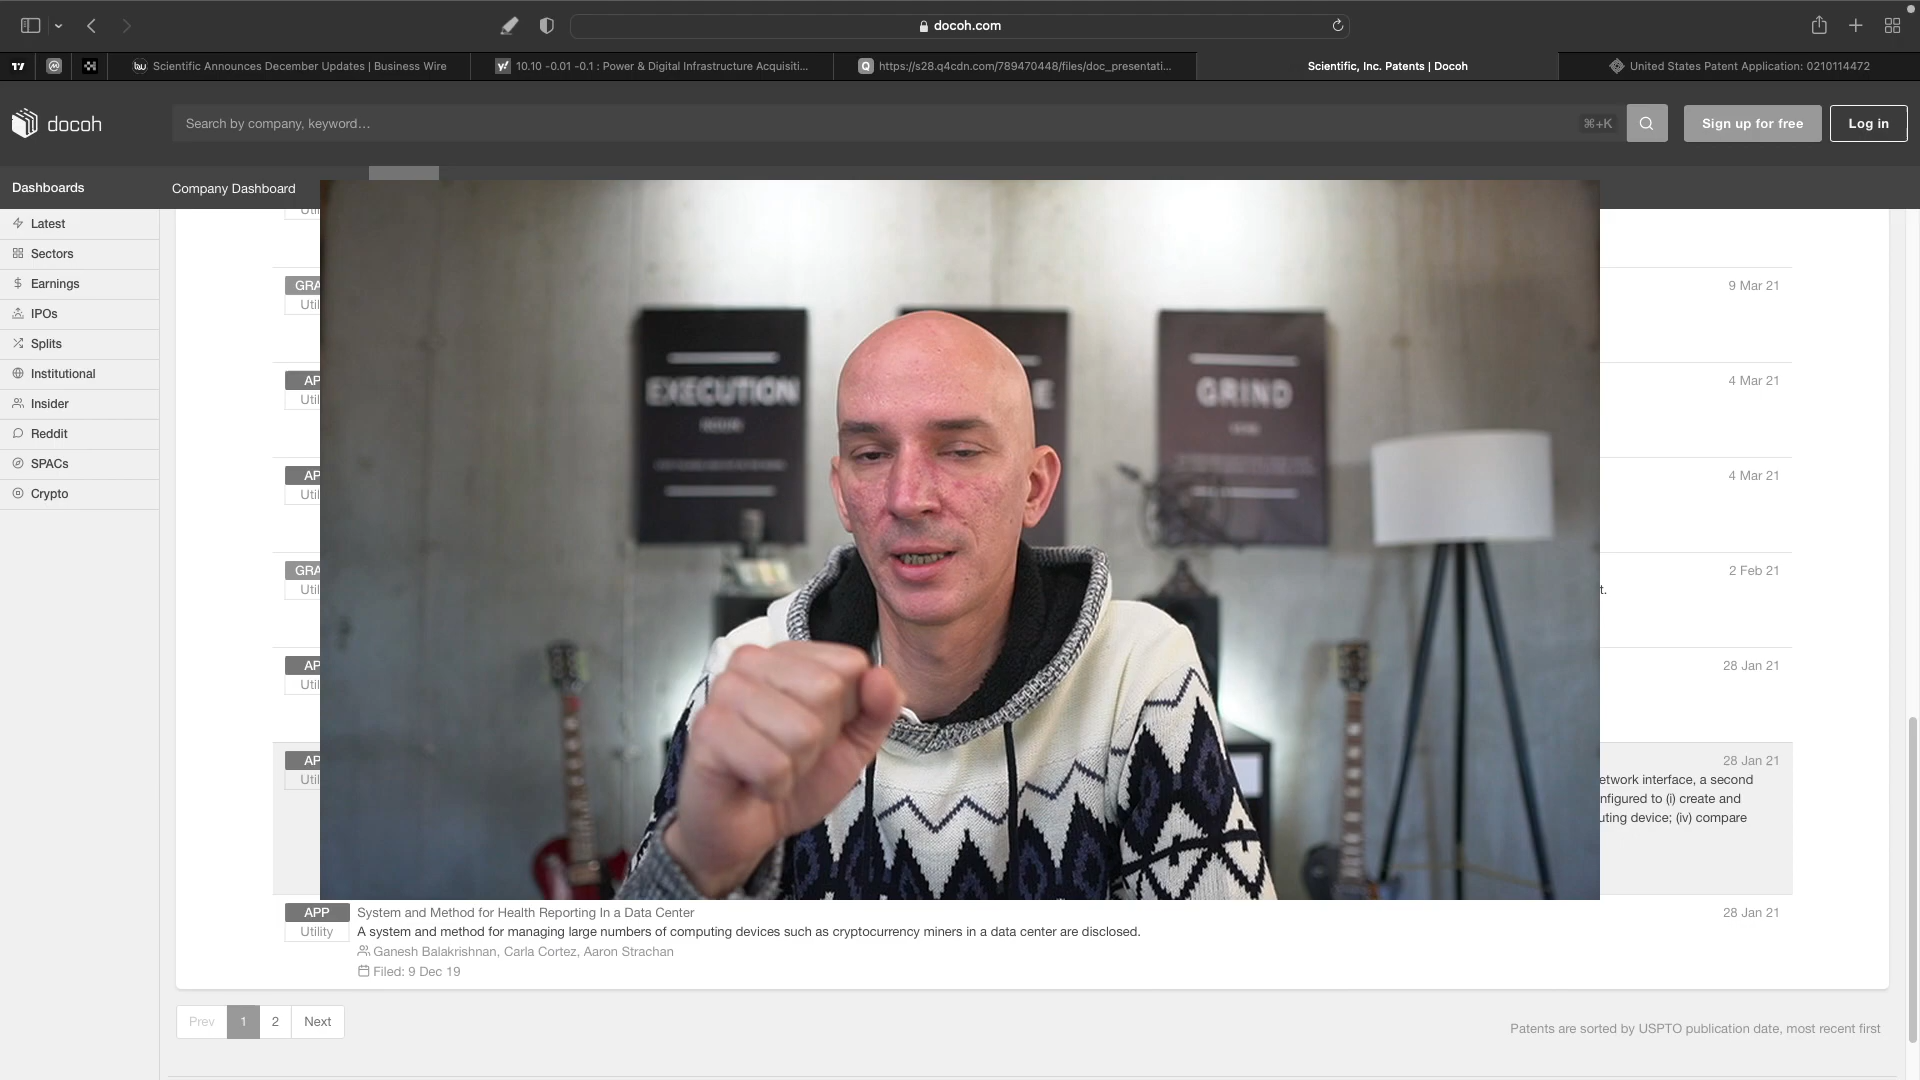 docoh.com
Scientific Announces December Updates | Business Wire
10.10 -0.01 -0.1 : Power & Digital Infrastructure Acquisiti...
https://s28.q4cdn.com/789470448/files/doc_presentati...
Scientific, Inc. Patents | Docoh
United States Patent Application: 0210114472
docoh
Search by company, keyword...
⌘+K
Sign up for free
Log in
Dashboards
Company Dashboard
Latest
Sectors
Earnings
IPOs
Splits
Institutional
Insider
Reddit
SPACs
Crypto
Util
GRA
Util
9 Mar 21
AP
Util
4 Mar 21
AP
Util
4 Mar 21
GRA
Util
2 Feb 21
t.
AP
Util
28 Jan 21
AP
Util
28 Jan 21
etwork interface, a second
nfigured to (i) create and
uting device; (iv) compare
EXECUTION
NOUN
E
GRIND
APP
Utility
System and Method for Health Reporting In a Data Center
28 Jan 21
A system and method for managing large numbers of computing devices such as cryptocurrency miners in a data center are disclosed.
Ganesh Balakrishnan, Carla Cortez, Aaron Strachan
Filed: 9 Dec 19
Prev
1
2
Next
Patents are sorted by USPTO publication date, most recent first